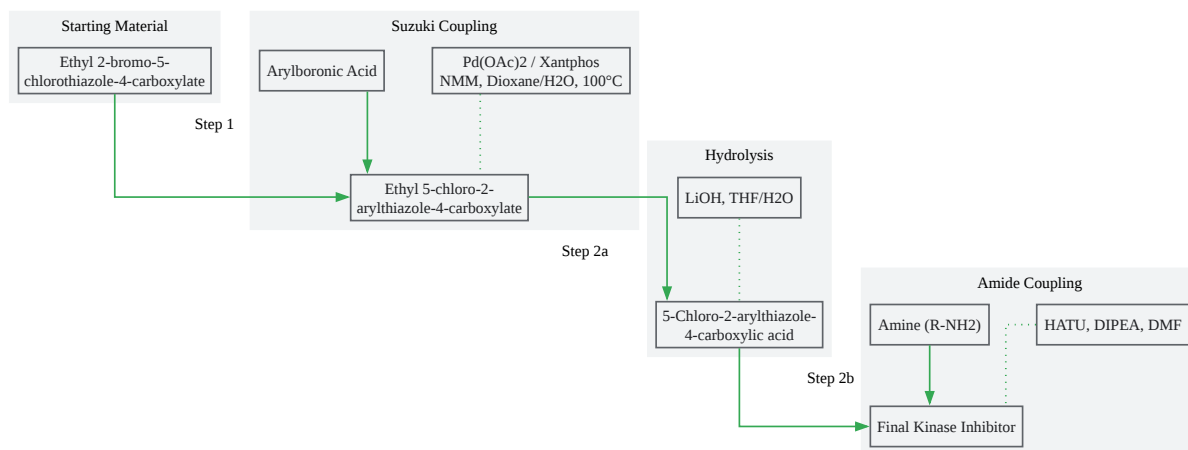 Starting Material
Ethyl 2-bromo-5-
chlorothiazole-4-carboxylate
Step 1
Suzuki Coupling
Arylboronic Acid
Pd(OAc)2 / Xantphos
NMM, Dioxane/H2O, 100°C
Ethyl 5-chloro-2-
arylthiazole-4-carboxylate
Step 2a
Hydrolysis
LiOH, THF/H2O
5-Chloro-2-arylthiazole-
4-carboxylic acid
Step 2b
Amide Coupling
Amine (R-NH2)
HATU, DIPEA, DMF
Final Kinase Inhibitor